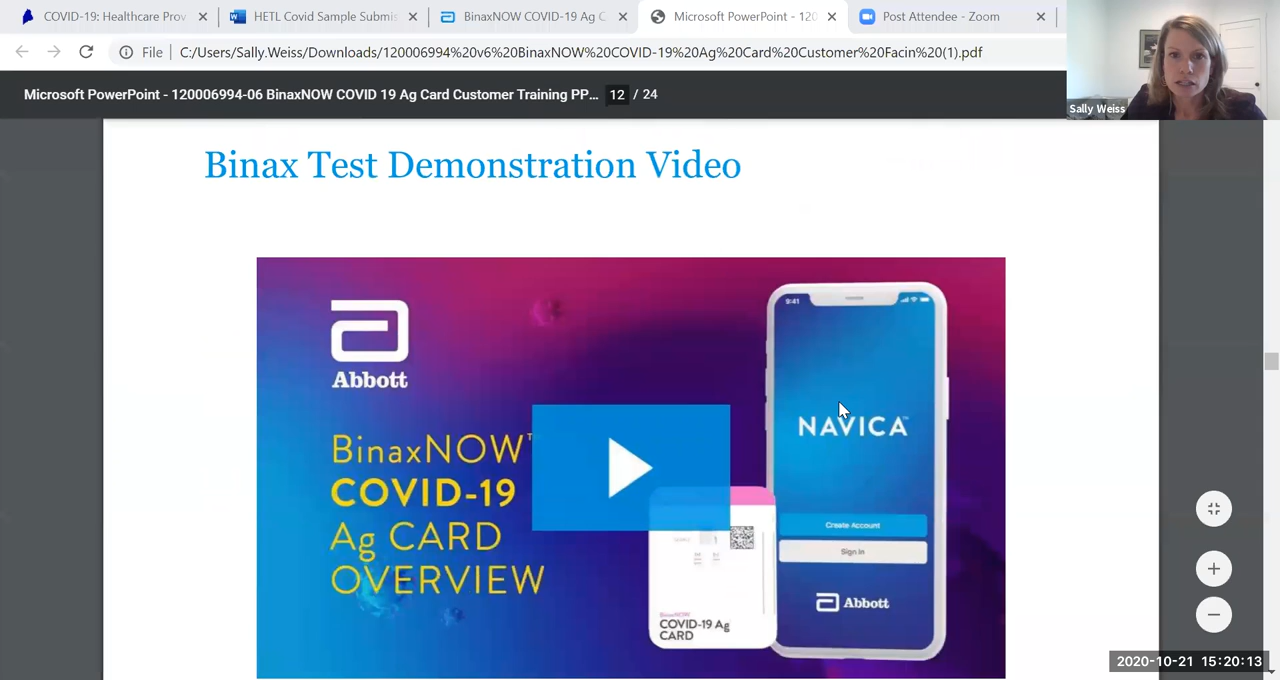 COVID-19: Healthcare Prov
HETL Covid Sample Submis
BinaxNOW COVID-19 Ag C
Microsoft PowerPoint - 120
Post Attendee - Zoom
File
C:/Users/Sally.Weiss/Downloads/120006994%20v6%20BinaxNOW%20COVID-19%20Ag%20Card%20Customer%20Facin%20(1).pdf
Microsoft PowerPoint - 120006994-06 BinaxNOW COVID 19 Ag Card Customer Training PP... 12 / 24
Sally Weiss
Binax Test Demonstration Video
Abbott
BinaxNOW™
COVID-19
Ag CARD
OVERVIEW
9:41
NAVICA™
Create Account
Sign In
Abbott
BinaxNOW
COVID-19 Ag
CARD
2020-10-21 15:20:13